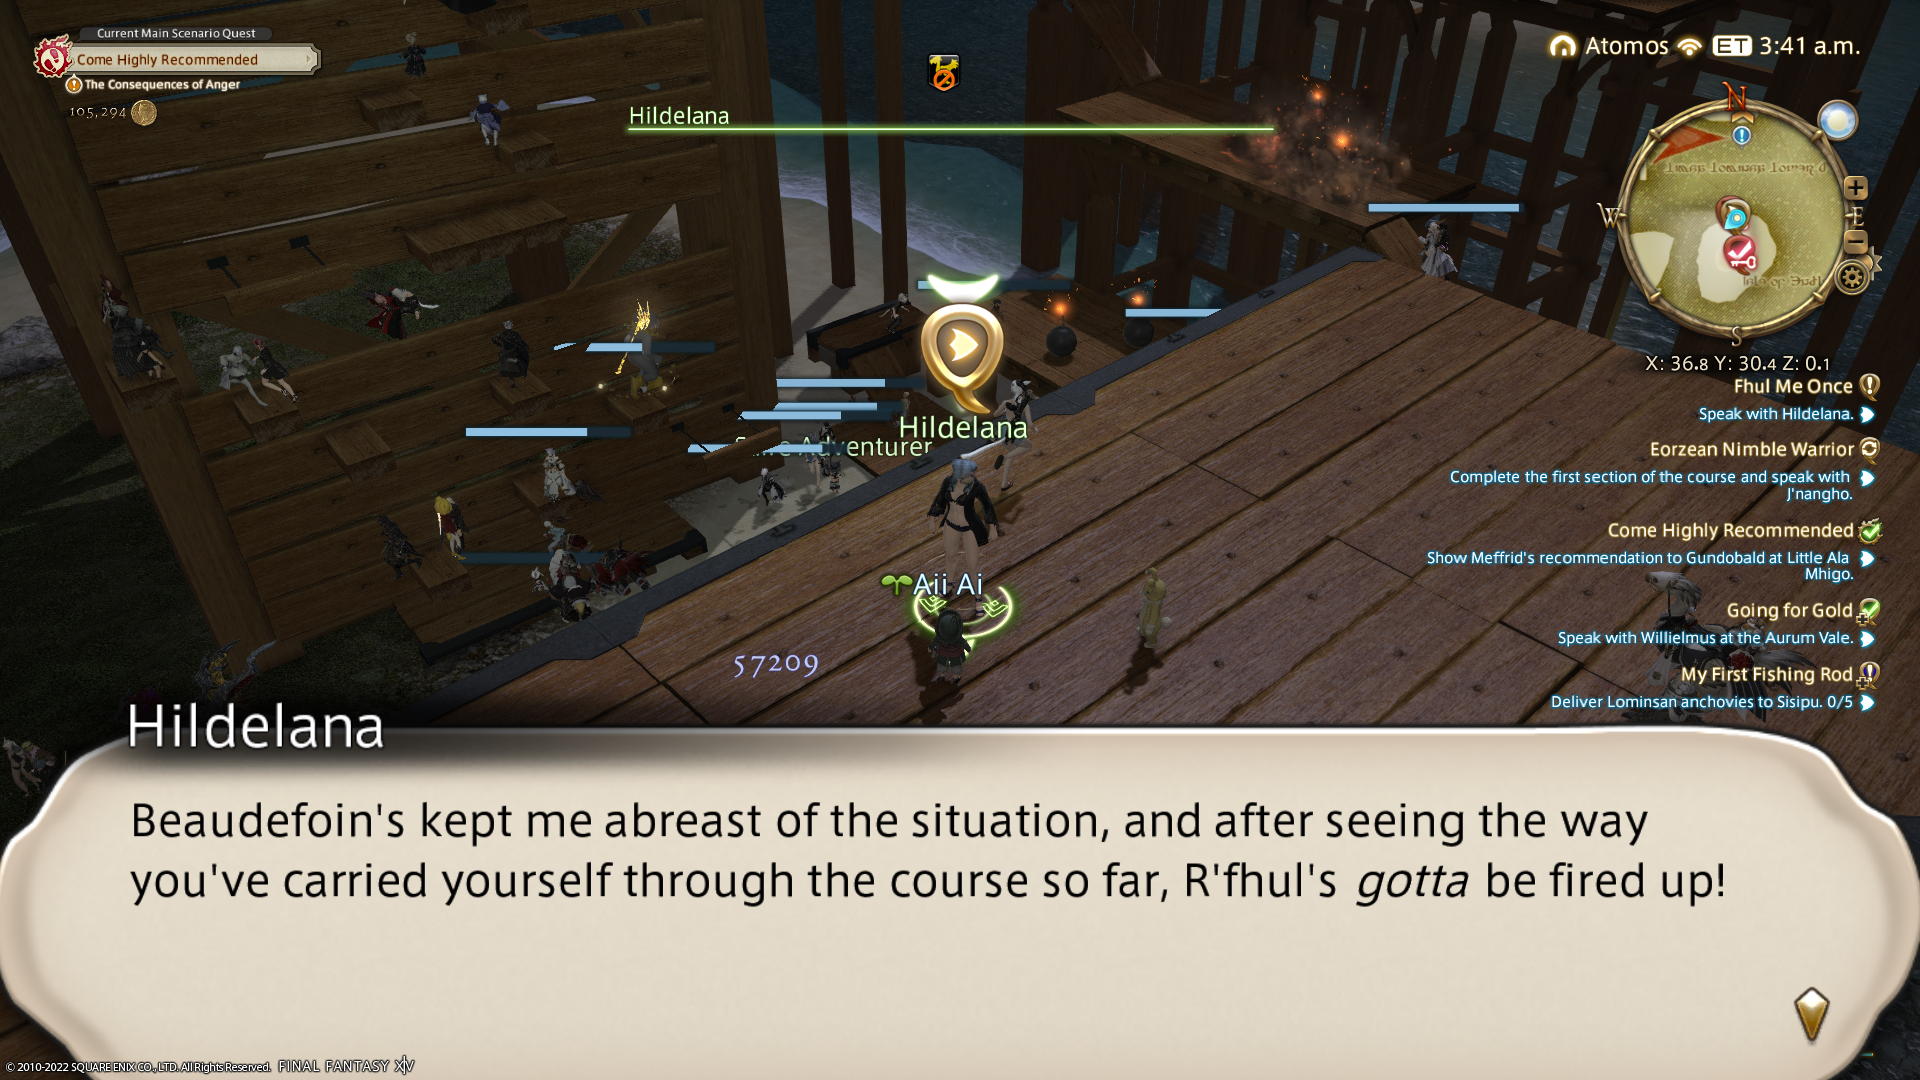 Current Main Scenario Quest
Come Highly Recommended
The Consequences of Anger
105,294
Hildelana
Atomos ET 3:41 a.m.
N
W
E
S
X: 36.8 Y: 30.4 Z: 0.1
Fhul Me Once
Speak with Hildelana.
Eorzean Nimble Warrior
Complete the first section of the course and speak with
J'nangho.
Come Highly Recommended
Show Meffrid's recommendation to Gundobald at Little Ala
Mhigo.
Going for Gold
Speak with Willielmus at the Aurum Vale.
My First Fishing Rod
Deliver Lominsan anchovies to Sisipu. 0/5
Hildelana
Adventurer
Aii Ai
57209
Hildelana
Beaudefoin's kept me abreast of the situation, and after seeing the way
you've carried yourself through the course so far, R'fhul's gotta be fired up!
© 2010-2022 SQUARE ENIX CO., LTD. All Rights Reserved. FINAL FANTASY XIV